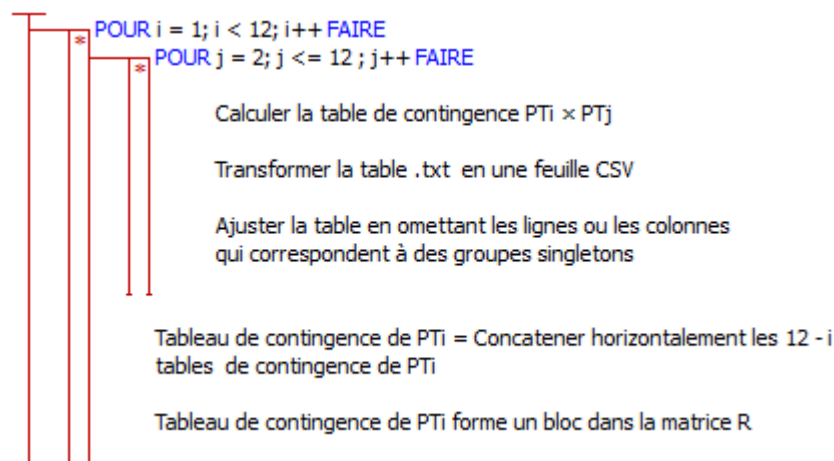 POUR i = 1; i < 12; i++ FAIRE
* POUR j = 2; j <= 12 ; j++ FAIRE
*
Calculer la table de contingence PTi × PTj
Transformer la table .txt en une feuille CSV
Ajuster la table en omettant les lignes ou les colonnes
qui correspondent à des groupes singletons
Tableau de contingence de PTi = Concatener horizontalement les 12 - i
tables de contingence de PTi
Tableau de contingence de PTi forme un bloc dans la matrice R